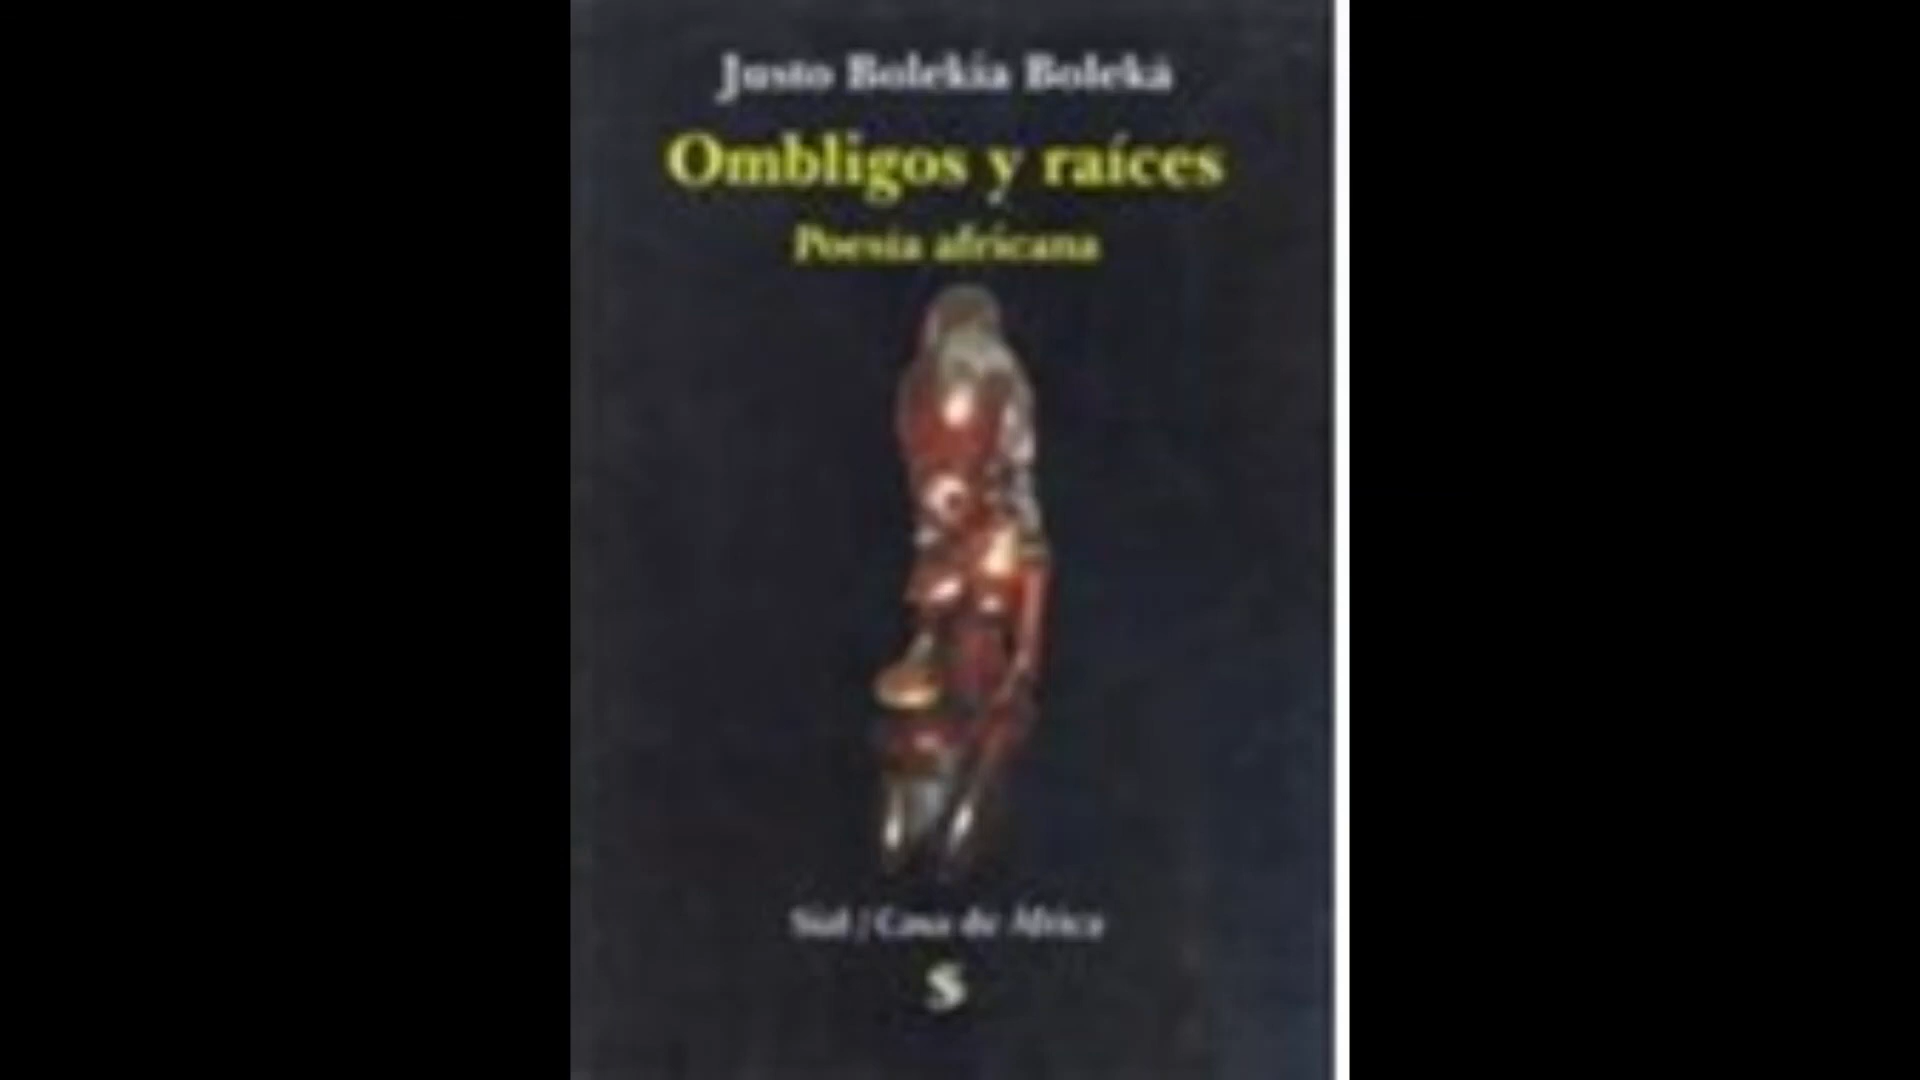 Justo Bolekia Boleká
Ombligos y raíces
Poesía africana
Sial / Casa de África
S